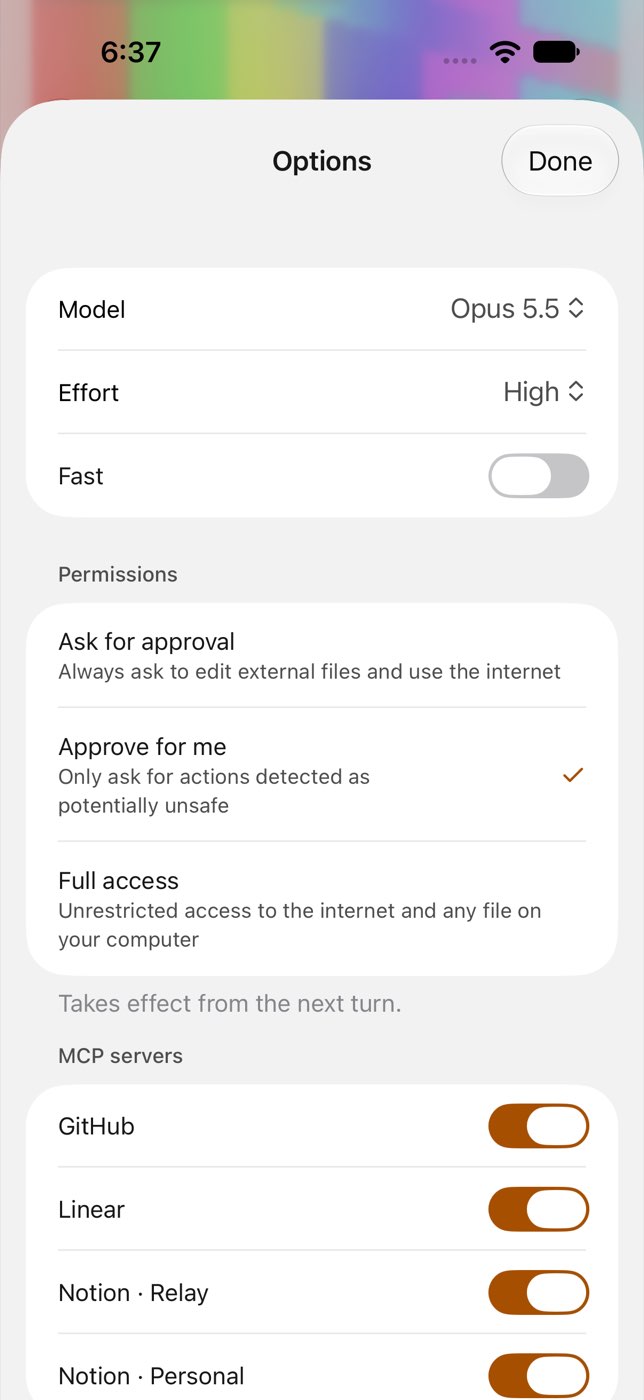 6:37
Options
Done
Model
Opus 5.5
Effort
High
Fast
Permissions
Ask for approval
Always ask to edit external files and use the internet
Approve for me
Only ask for actions detected as
potentially unsafe
Full access
Unrestricted access to the internet and any file on
your computer
Takes effect from the next turn.
MCP servers
GitHub
Linear
Notion · Relay
Notion · Personal